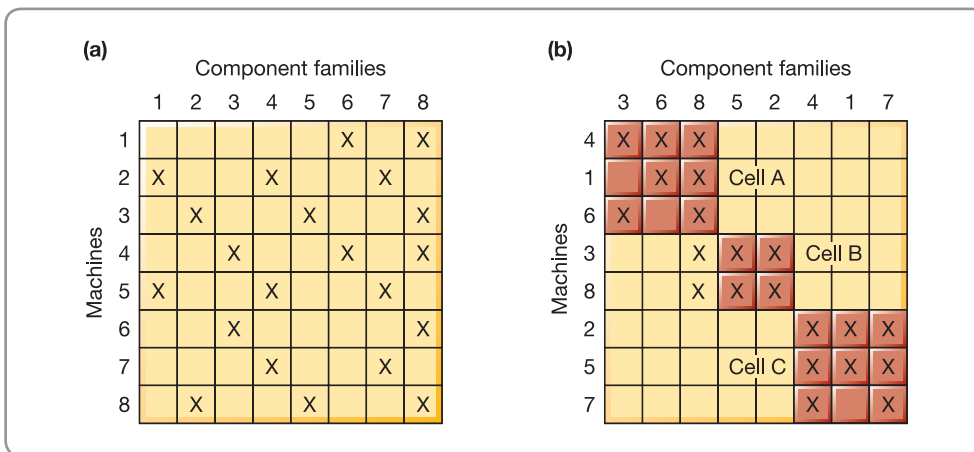 (a)
Component families
1 2 3 4 5 6 7 8
Machines
1 X X
2 X X X
3 X X X
4 X X X
5 X X X
6 X X
7 X X
8 X X X
(b)
Component families
3 6 8 5 2 4 1 7
Machines
4 X X X
1 X X Cell A
6 X X
3 X X X Cell B
8 X X X
2 X X X
5 Cell C X X X
7 X X